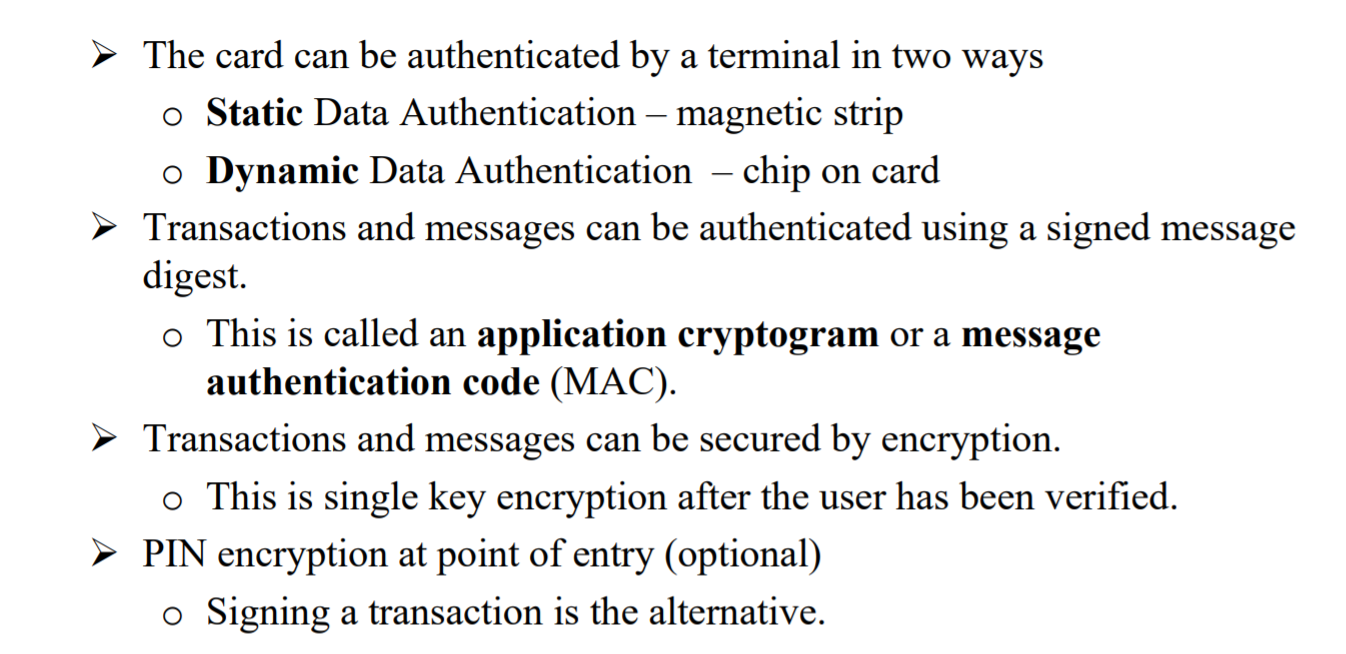 ➤ The card can be authenticated by a terminal in two ways
o Static Data Authentication – magnetic strip
o Dynamic Data Authentication – chip on card
➤ Transactions and messages can be authenticated using a signed message
digest.
o This is called an application cryptogram or a message
authentication code (MAC).
➤ Transactions and messages can be secured by encryption.
o This is single key encryption after the user has been verified.
➤ PIN encryption at point of entry (optional)
o Signing a transaction is the alternative.